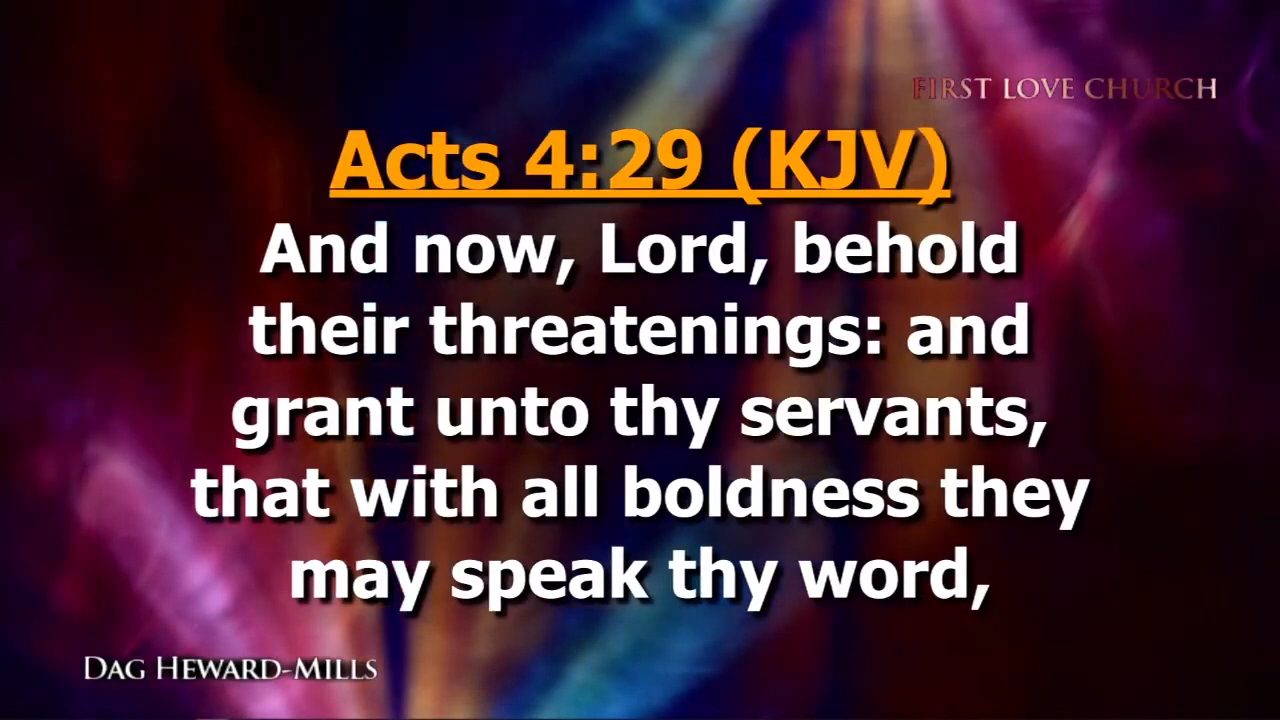 FIRST LOVE CHURCH
Acts 4:29 (KJV)
And now, Lord, behold
their threatenings: and
grant unto thy servants,
that with all boldness they
may speak thy word,
DAG HEWARD-MILLS